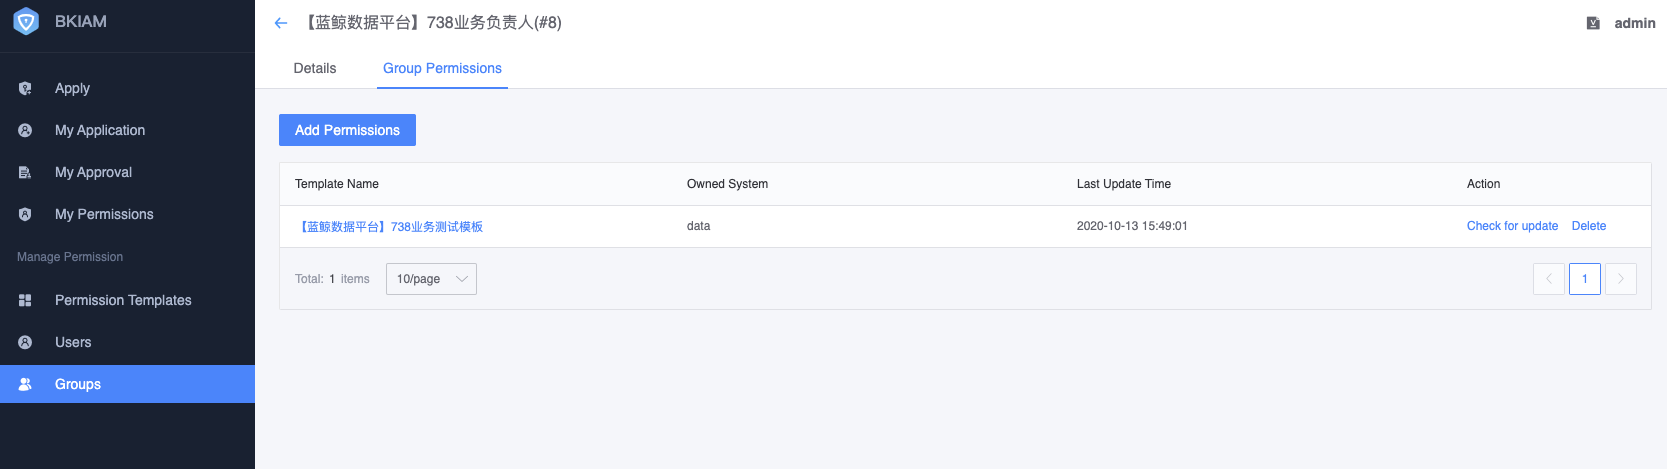 BKIAM
Apply
My Application
My Approval
My Permissions
Manage Permission
Permission Templates
Users
Groups
【蓝鲸数据平台】738业务负责人(#8)
admin
Details Group Permissions
Add Permissions
Template Name Owned System Last Update Time Action
【蓝鲸数据平台】738业务测试模板 data 2020-10-13 15:49:01 Check for update Delete
Total: 1 items 10/page 1